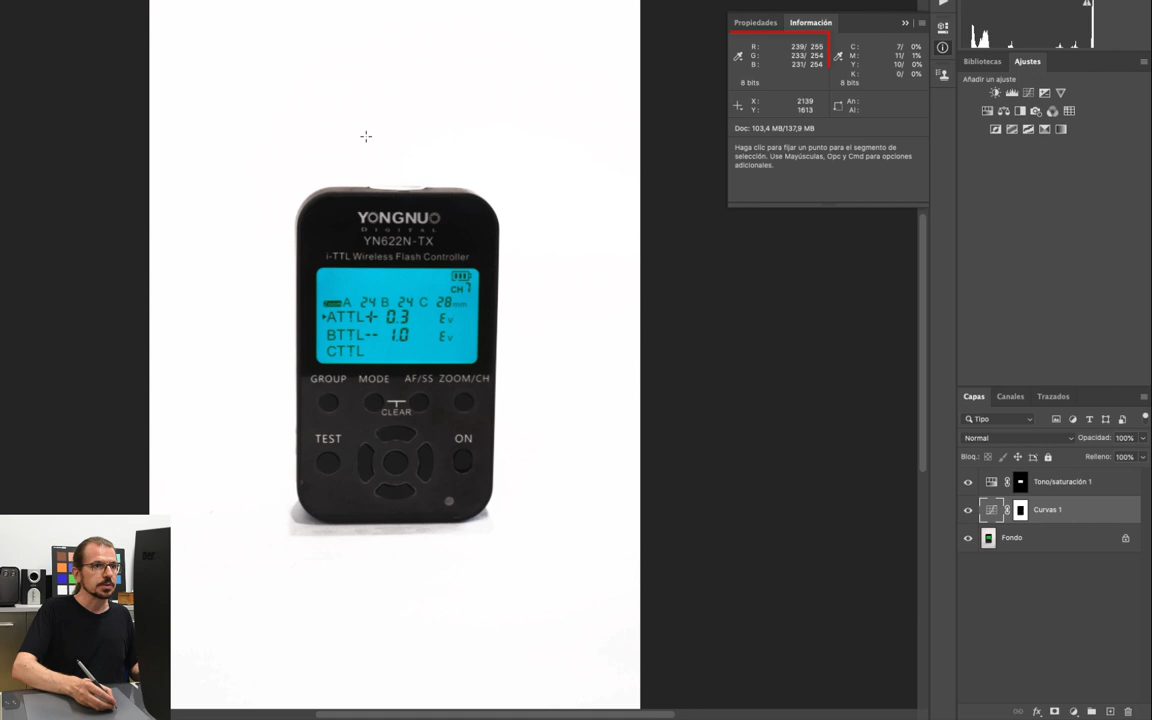 Propiedades Información
R: 239/ 255
G: 233/ 254
B: 231/ 254
8 bits
C: 7/ 0%
M: 11/ 1%
Y: 10/ 0%
K: 0/ 0%
8 bits
X: 2139
Y: 1613
An:
Al:
Doc: 103,4 MB/137,9 MB
Haga clic para fijar un punto para el segmento de
selección. Use Mayúsculas, Opc y Cmd para opciones
adicionales.
Bibliotecas Ajustes
Añadir un ajuste
YONGNUO
DIGITAL
YN622N-TX
i-TTL Wireless Flash Controller
CH 7
Zoom A 24 B 24 C 28mm
ATTL+ 0.3 Ev
BTTL-- 1.0 Ev
CTTL
GROUP MODE AF/SS ZOOM/CH
CLEAR
TEST ON
Capas Canales Trazados
Tipo
Normal Opacidad: 100%
Bloq.: Relleno: 100%
Tono/saturación 1
Curvas 1
Fondo
fx